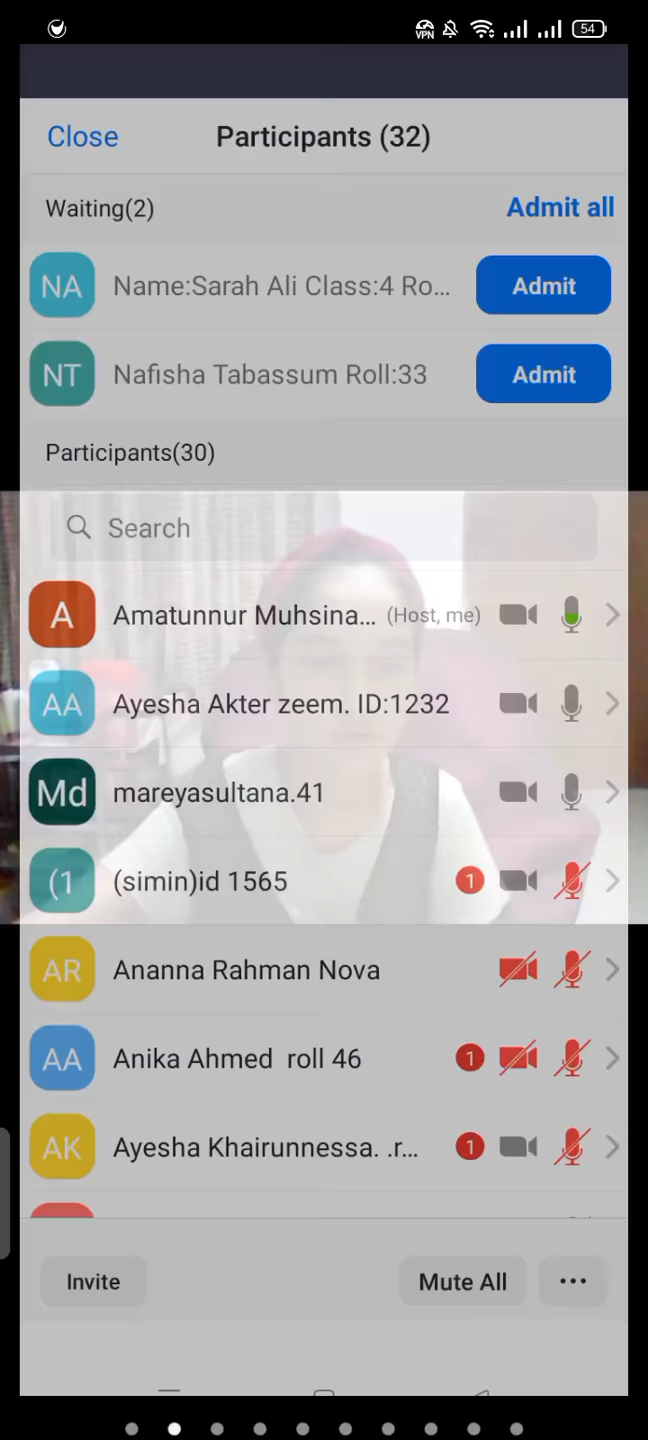 VPN 54
Close Participants (32)
Waiting(2) Admit all
NA Name:Sarah Ali Class:4 Ro... Admit
NT Nafisha Tabassum Roll:33 Admit
Participants(30)
Search
A Amatunnur Muhsina... (Host, me)
AA Ayesha Akter zeem. ID:1232
Md mareyasultana.41
(1 (simin)id 1565 1
AR Ananna Rahman Nova
AA Anika Ahmed roll 46 1
AK Ayesha Khairunnessa. .r... 1
Invite Mute All ...